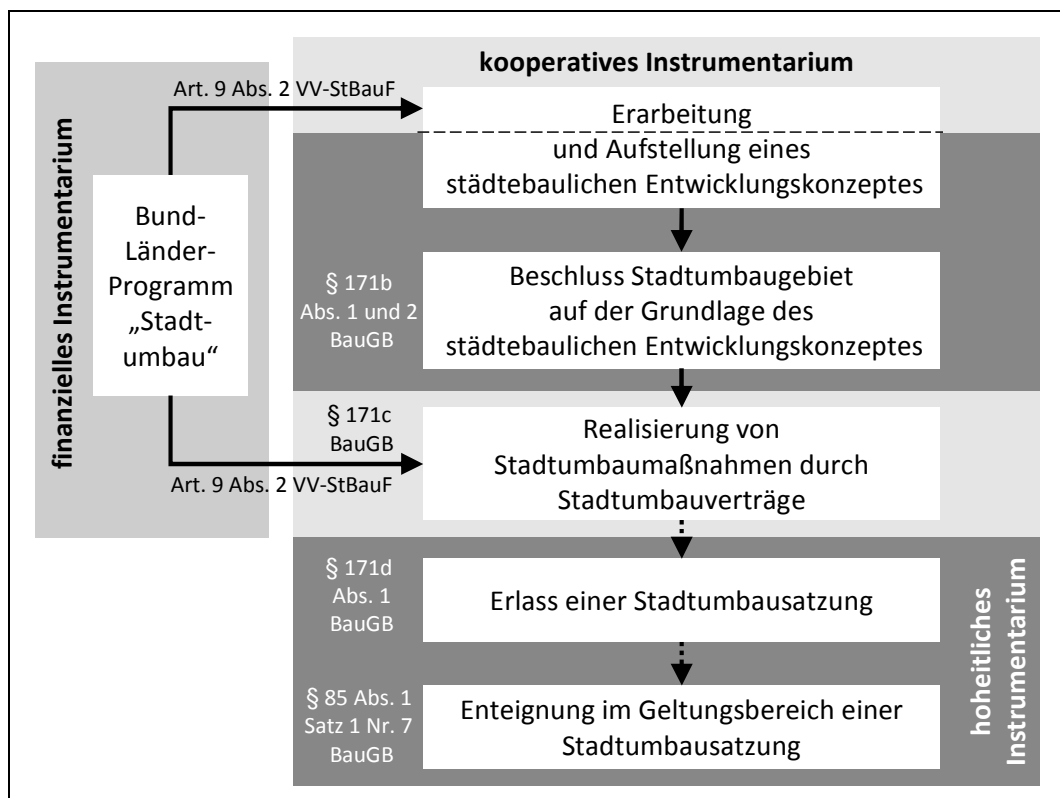 kooperatives Instrumentarium
Art. 9 Abs. 2 VV-StBauF
Erarbeitung
und Aufstellung eines
städtebaulichen Entwicklungskonzeptes
finanzielles Instrumentarium
Bund-
Länder-
Programm
„Stadt-
umbau“
§ 171b
Abs. 1 und 2
BauGB
Beschluss Stadtumbaugebiet
auf der Grundlage des
städtebaulichen Entwicklungskonzeptes
§ 171c
BauGB
Art. 9 Abs. 2 VV-StBauF
Realisierung von
Stadtumbaumaßnahmen durch
Stadtumbauverträge
§ 171d
Abs. 1
BauGB
Erlass einer Stadtumbausatzung
§ 85 Abs. 1
Satz 1 Nr. 7
BauGB
Enteignung im Geltungsbereich einer
Stadtumbausatzung
hoheitliches
Instrumentarium